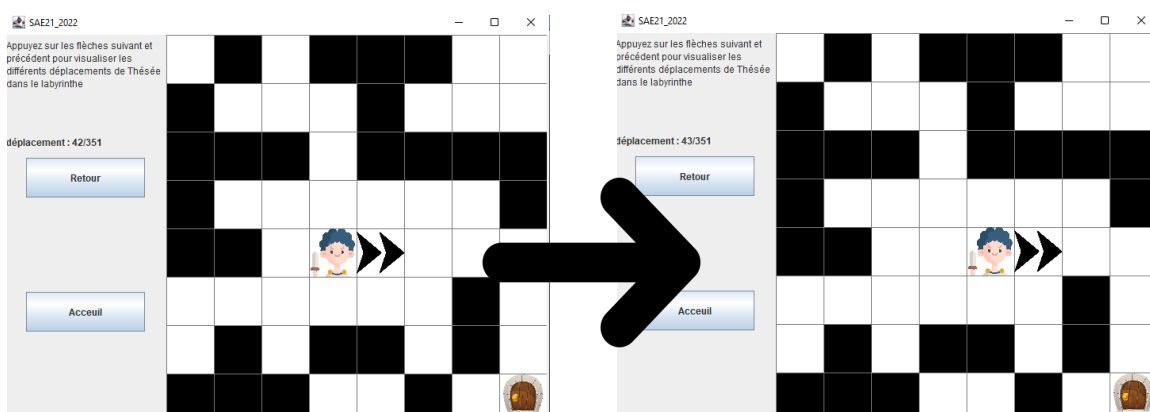 SAE21_2022
Appuyez sur les flèches suivant et
précédent pour visualiser les
différents déplacements de Thésée
dans le labyrinthe
déplacement : 42/351
Retour
Acceuil
SAE21_2022
Appuyez sur les flèches suivant et
précédent pour visualiser les
différents déplacements de Thésée
dans le labyrinthe
déplacement : 43/351
Retour
Acceuil